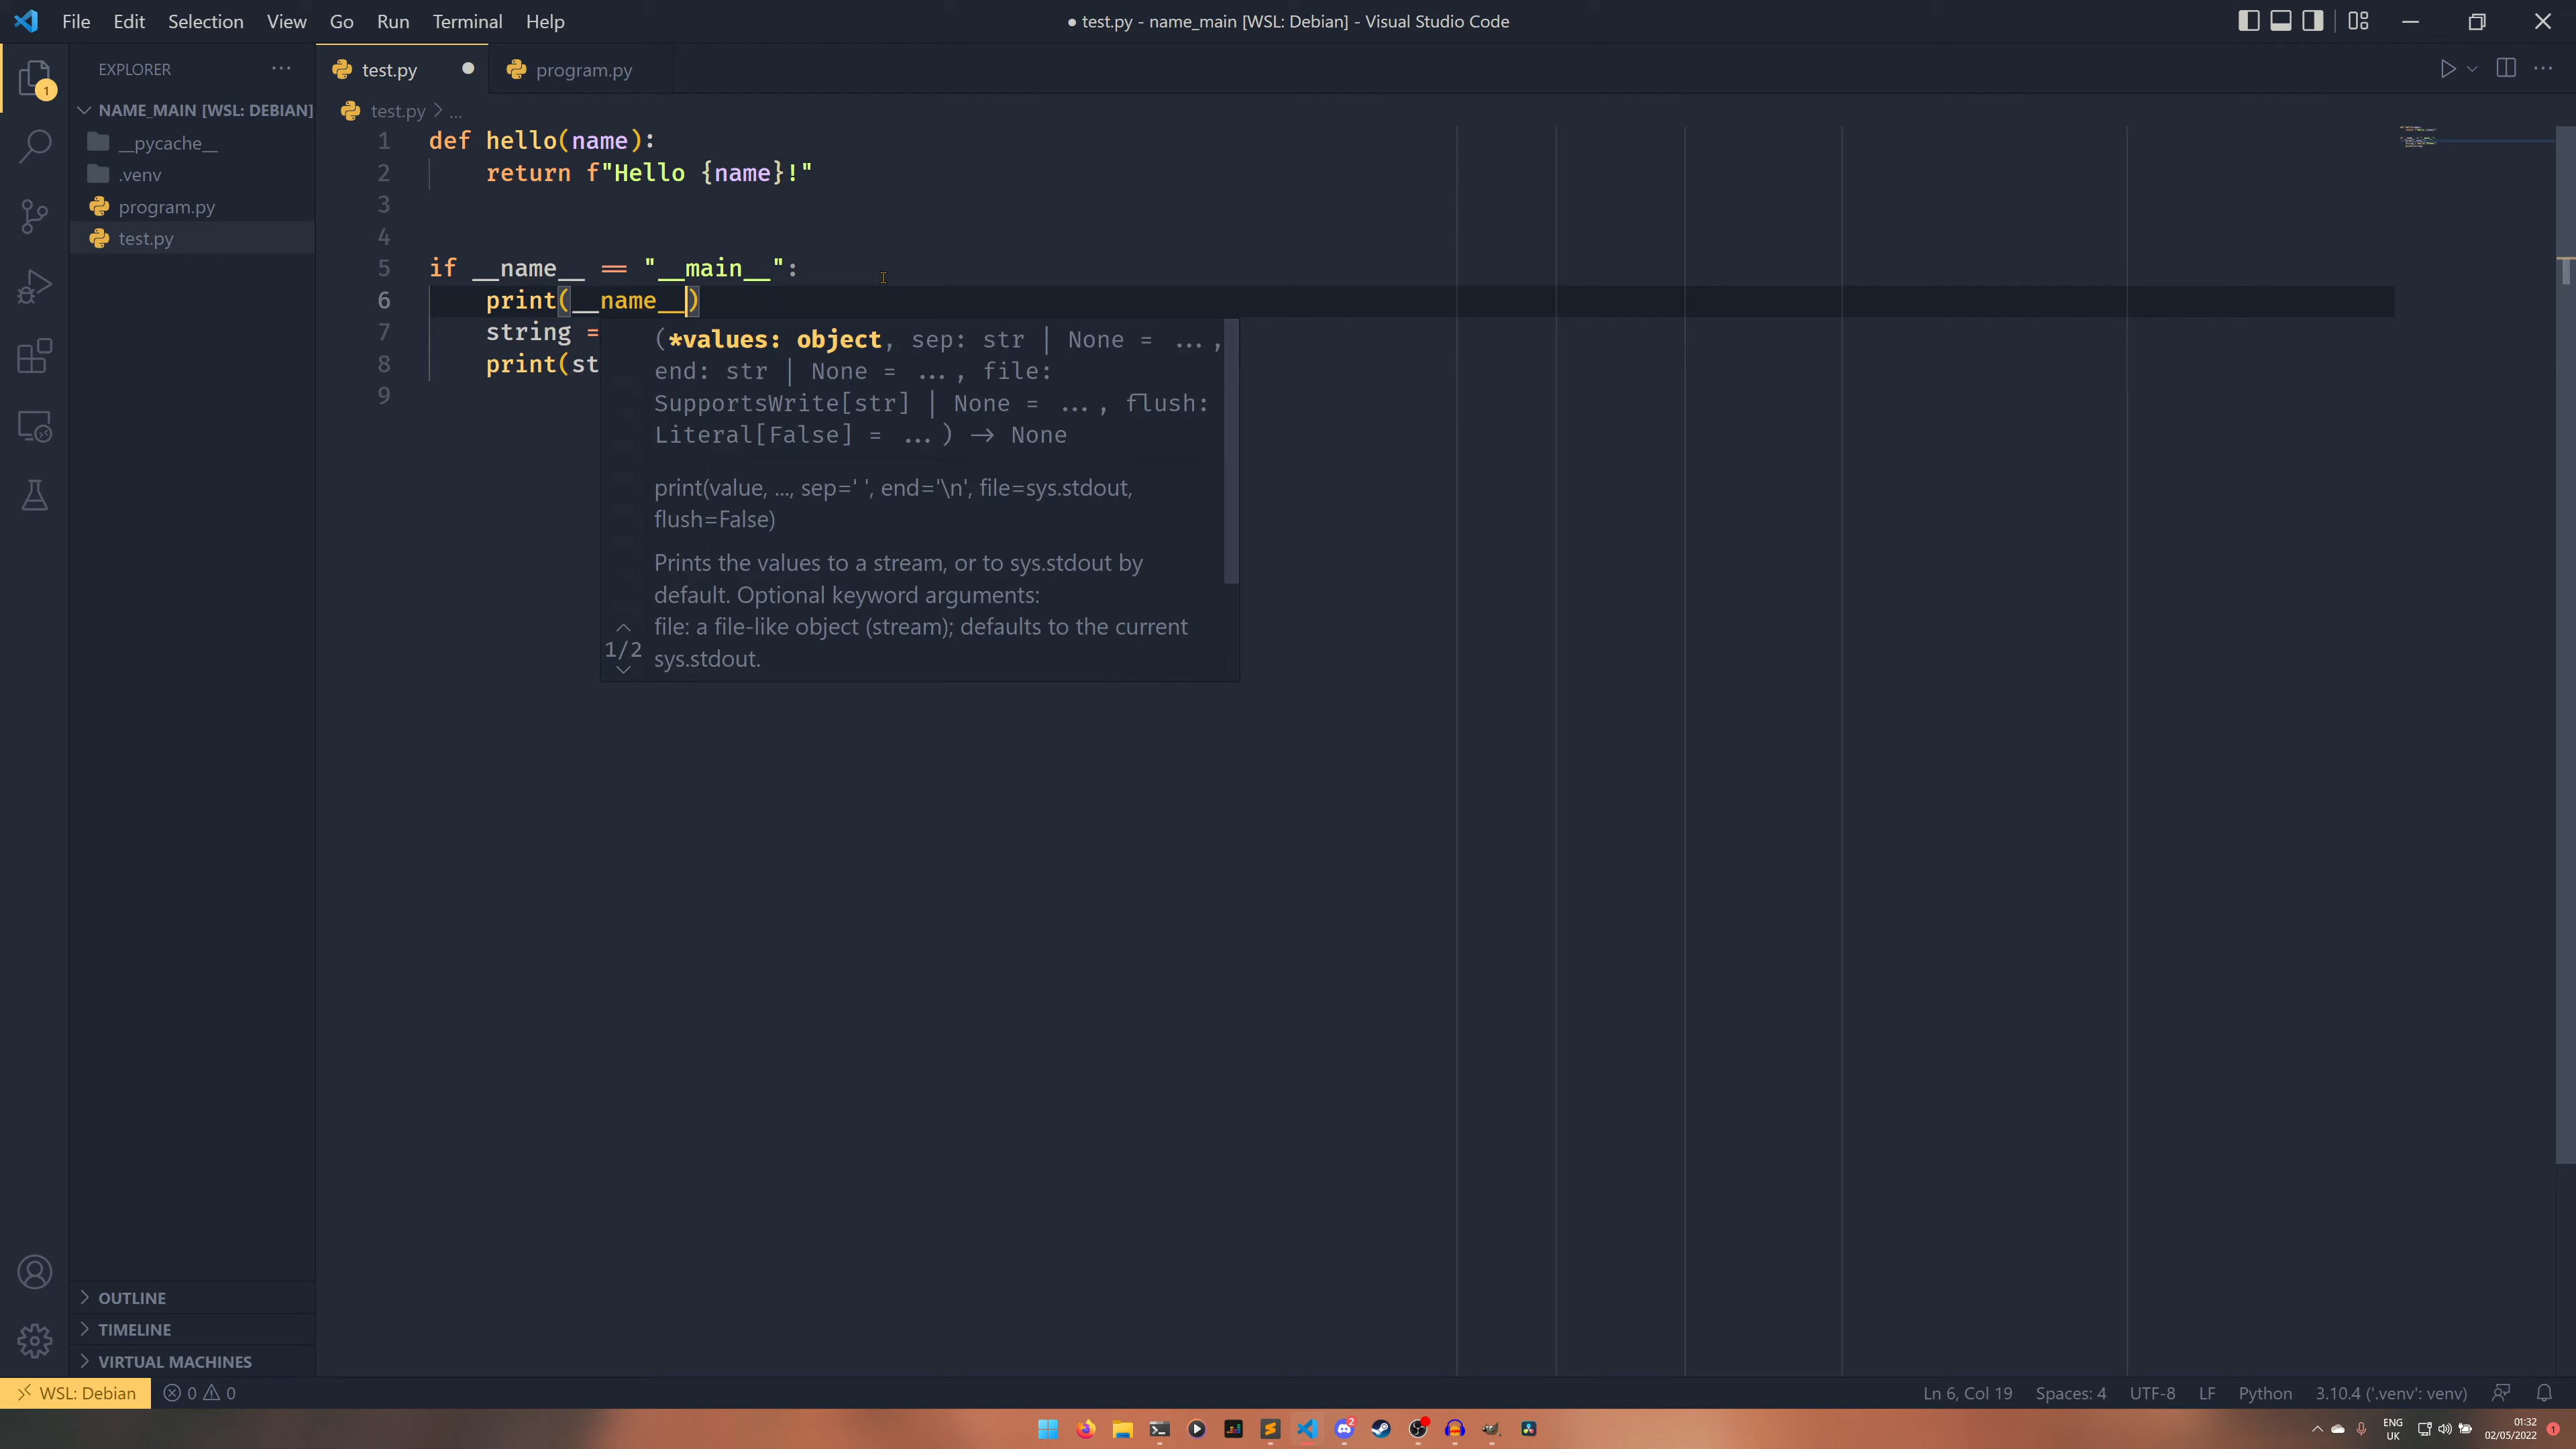 File Edit Selection View Go Run Terminal Help
● test.py - name_main [WSL: Debian] - Visual Studio Code
EXPLORER
test.py
program.py
1
NAME_MAIN [WSL: DEBIAN]
__pycache__
.venv
program.py
test.py
test.py > ...
1 def hello(name):
2 return f"Hello {name}!"
3
4
5 if __name__ == "__main__":
6 print(__name__)
7 string =
8 print(st
9
(*values: object, sep: str | None = ...,
end: str | None = ..., file:
SupportsWrite[str] | None = ..., flush:
Literal[False] = ...) → None
print(value, ..., sep=' ', end='\n', file=sys.stdout,
flush=False)
Prints the values to a stream, or to sys.stdout by
default. Optional keyword arguments:
file: a file-like object (stream); defaults to the current
sys.stdout.
1/2
OUTLINE
TIMELINE
VIRTUAL MACHINES
WSL: Debian 0 0
Ln 6, Col 19 Spaces: 4 UTF-8 LF Python 3.10.4 ('.venv': venv)
2
ENG
UK
01:32
02/05/2022
1